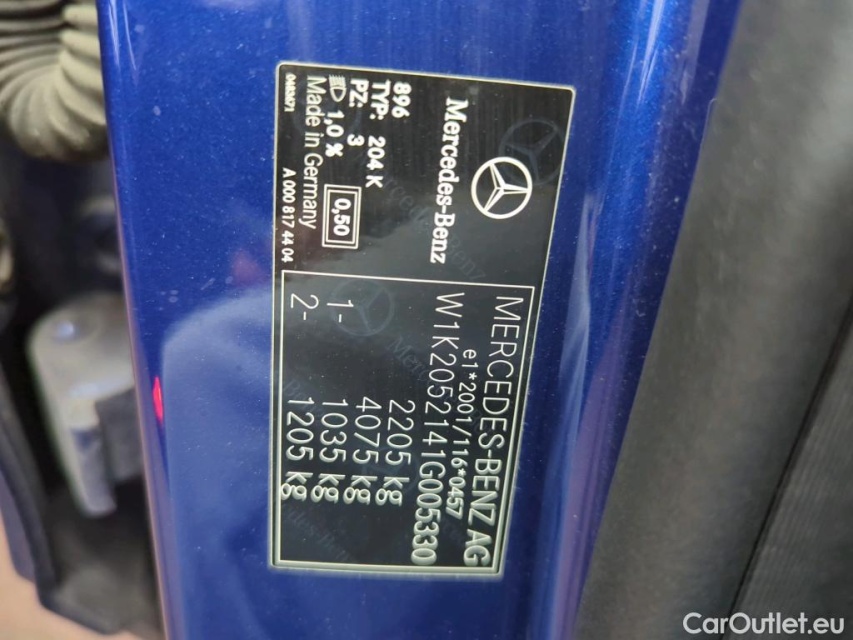 MERCEDES-BENZ AG
e1*2001/116*0457
W1K2052141G005330
2205 kg
4075 kg
1- 1035 kg
2- 1205 kg
Mercedes-Benz
896
TYP: 204 K
PZ: 3
1,0 % 0,50
Made in Germany
A 000 817 44 04
CarOutlet.eu